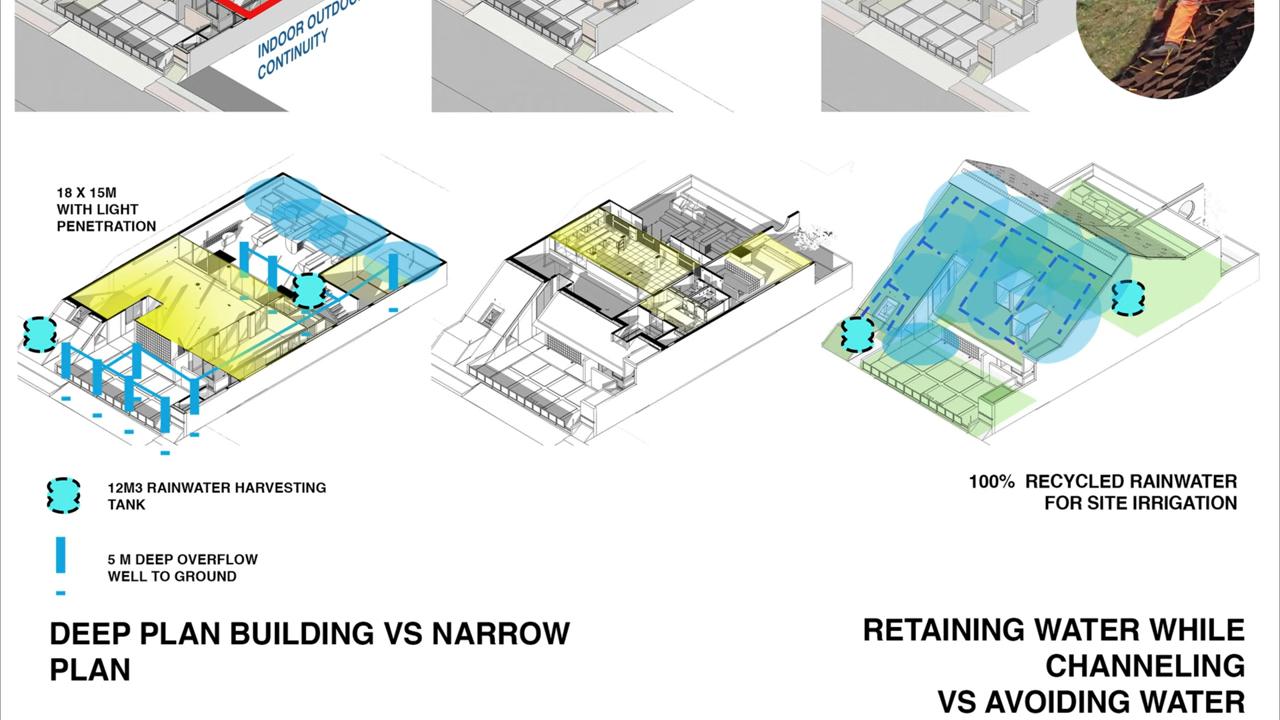 INDOOR OUTDOOR
CONTINUITY
18 X 15M
WITH LIGHT
PENETRATION
12M3 RAINWATER HARVESTING
TANK
5 M DEEP OVERFLOW
WELL TO GROUND
DEEP PLAN BUILDING VS NARROW
PLAN
100% RECYCLED RAINWATER
FOR SITE IRRIGATION
RETAINING WATER WHILE
CHANNELING
VS AVOIDING WATER